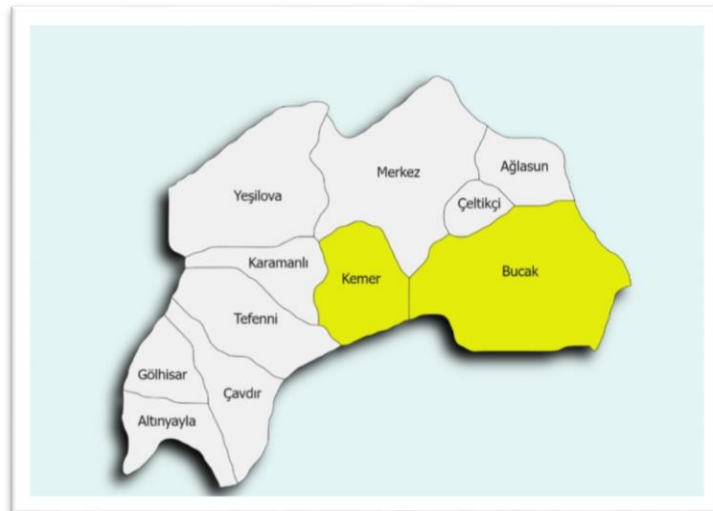 Merkez
Ağlasun
Yeşilova
Çeltikçi
Karamanlı
Kemer
Bucak
Tefenni
Gölhisar
Çavdır
Altınyayla